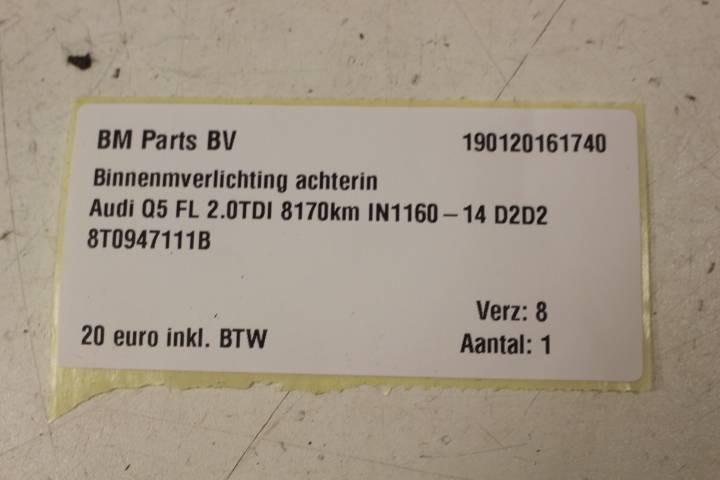 BM Parts BV 190120161740
Binnenmverlichting achterin
Audi Q5 FL 2.0TDI 8170km IN1160-14 D2D2
8T0947111B
Verz: 8
20 euro inkl. BTW Aantal: 1